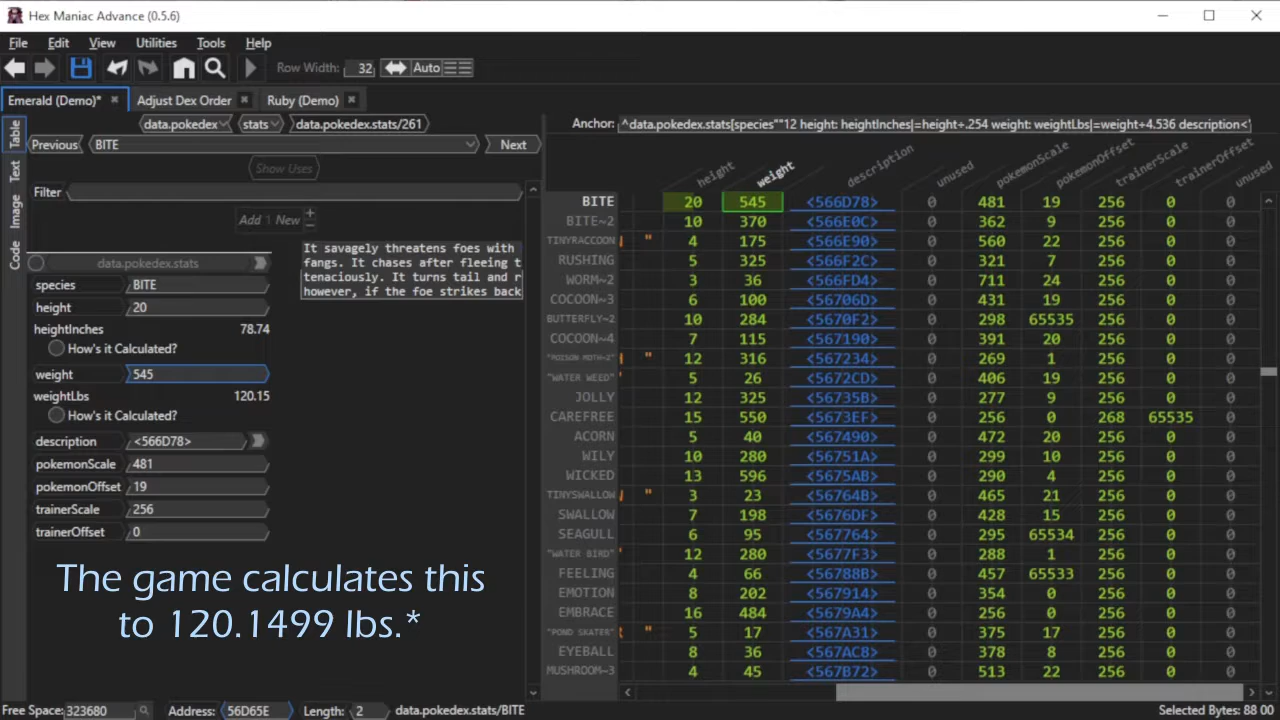 Hex Maniac Advance (0.5.6)
File Edit View Utilities Tools Help
Row Width: 32 Auto
Emerald (Demo)* Adjust Dex Order Ruby (Demo)
Table
Text
Image
Code
data.pokedex stats data.pokedex.stats/261
Previous BITE Next
Show Uses
Filter
Add 1 New
It savagely threatens foes with
fangs. It chases after fleeing t
tenaciously. It turns tail and r
however, if the foe strikes back
data.pokedex.stats
species BITE
height 20
heightInches 78.74
How's it Calculated?
weight 545
weightLbs 120.15
How's it Calculated?
description <566D78>
pokemonScale 481
pokemonOffset 19
trainerScale 256
trainerOffset 0
The game calculates this
to 120.1499 lbs.*
Anchor: ^data.pokedex.stats[species""12 height: heightInches|=height÷.254 weight: weightLbs|=weight÷4.536 description<'
height weight description unused pokemonScale pokemonOffset trainerScale trainerOffset unused
BITE 20 545 <566D78> 0 481 19 256 0 0
BITE~2 10 370 <566E0C> 0 362 9 256 0 0
TINYRACCOON " 4 175 <566E90> 0 560 22 256 0 0
RUSHING 5 325 <566F2C> 0 321 7 256 0 0
WORM~2 3 36 <566FD4> 0 711 24 256 0 0
COCOON~3 6 100 <56706D> 0 431 19 256 0 0
BUTTERFLY~2 10 284 <5670F2> 0 298 65535 256 0 0
COCOON~4 7 115 <567190> 0 391 20 256 0 0
"POISON MOTH~2" " 12 316 <567234> 0 269 1 256 0 0
"WATER WEED" 5 26 <5672CD> 0 406 19 256 0 0
JOLLY 12 325 <56735B> 0 277 9 256 0 0
CAREFREE 15 550 <5673EF> 0 256 0 268 65535 0
ACORN 5 40 <567490> 0 472 20 256 0 0
WILY 10 280 <56751A> 0 299 10 256 0 0
WICKED 13 596 <5675AB> 0 290 4 256 0 0
TINYSWALLOW " 3 23 <56764B> 0 465 21 256 0 0
SWALLOW 7 198 <5676DF> 0 428 15 256 0 0
SEAGULL 6 95 <567764> 0 295 65534 256 0 0
"WATER BIRD" 12 280 <5677F3> 0 288 1 256 0 0
FEELING 4 66 <56788B> 0 457 65533 256 0 0
EMOTION 8 202 <567914> 0 354 0 256 0 0
EMBRACE 16 484 <5679A4> 0 256 0 256 0 0
"POND SKATER" " 5 17 <567A31> 0 375 17 256 0 0
EYEBALL 8 36 <567AC8> 0 378 8 256 0 0
MUSHROOM~3 4 45 <567B72> 0 513 22 256 0 0
Free Space: 323680 Address: 56D65E Length: 2 data.pokedex.stats/BITE Selected Bytes: 88 00